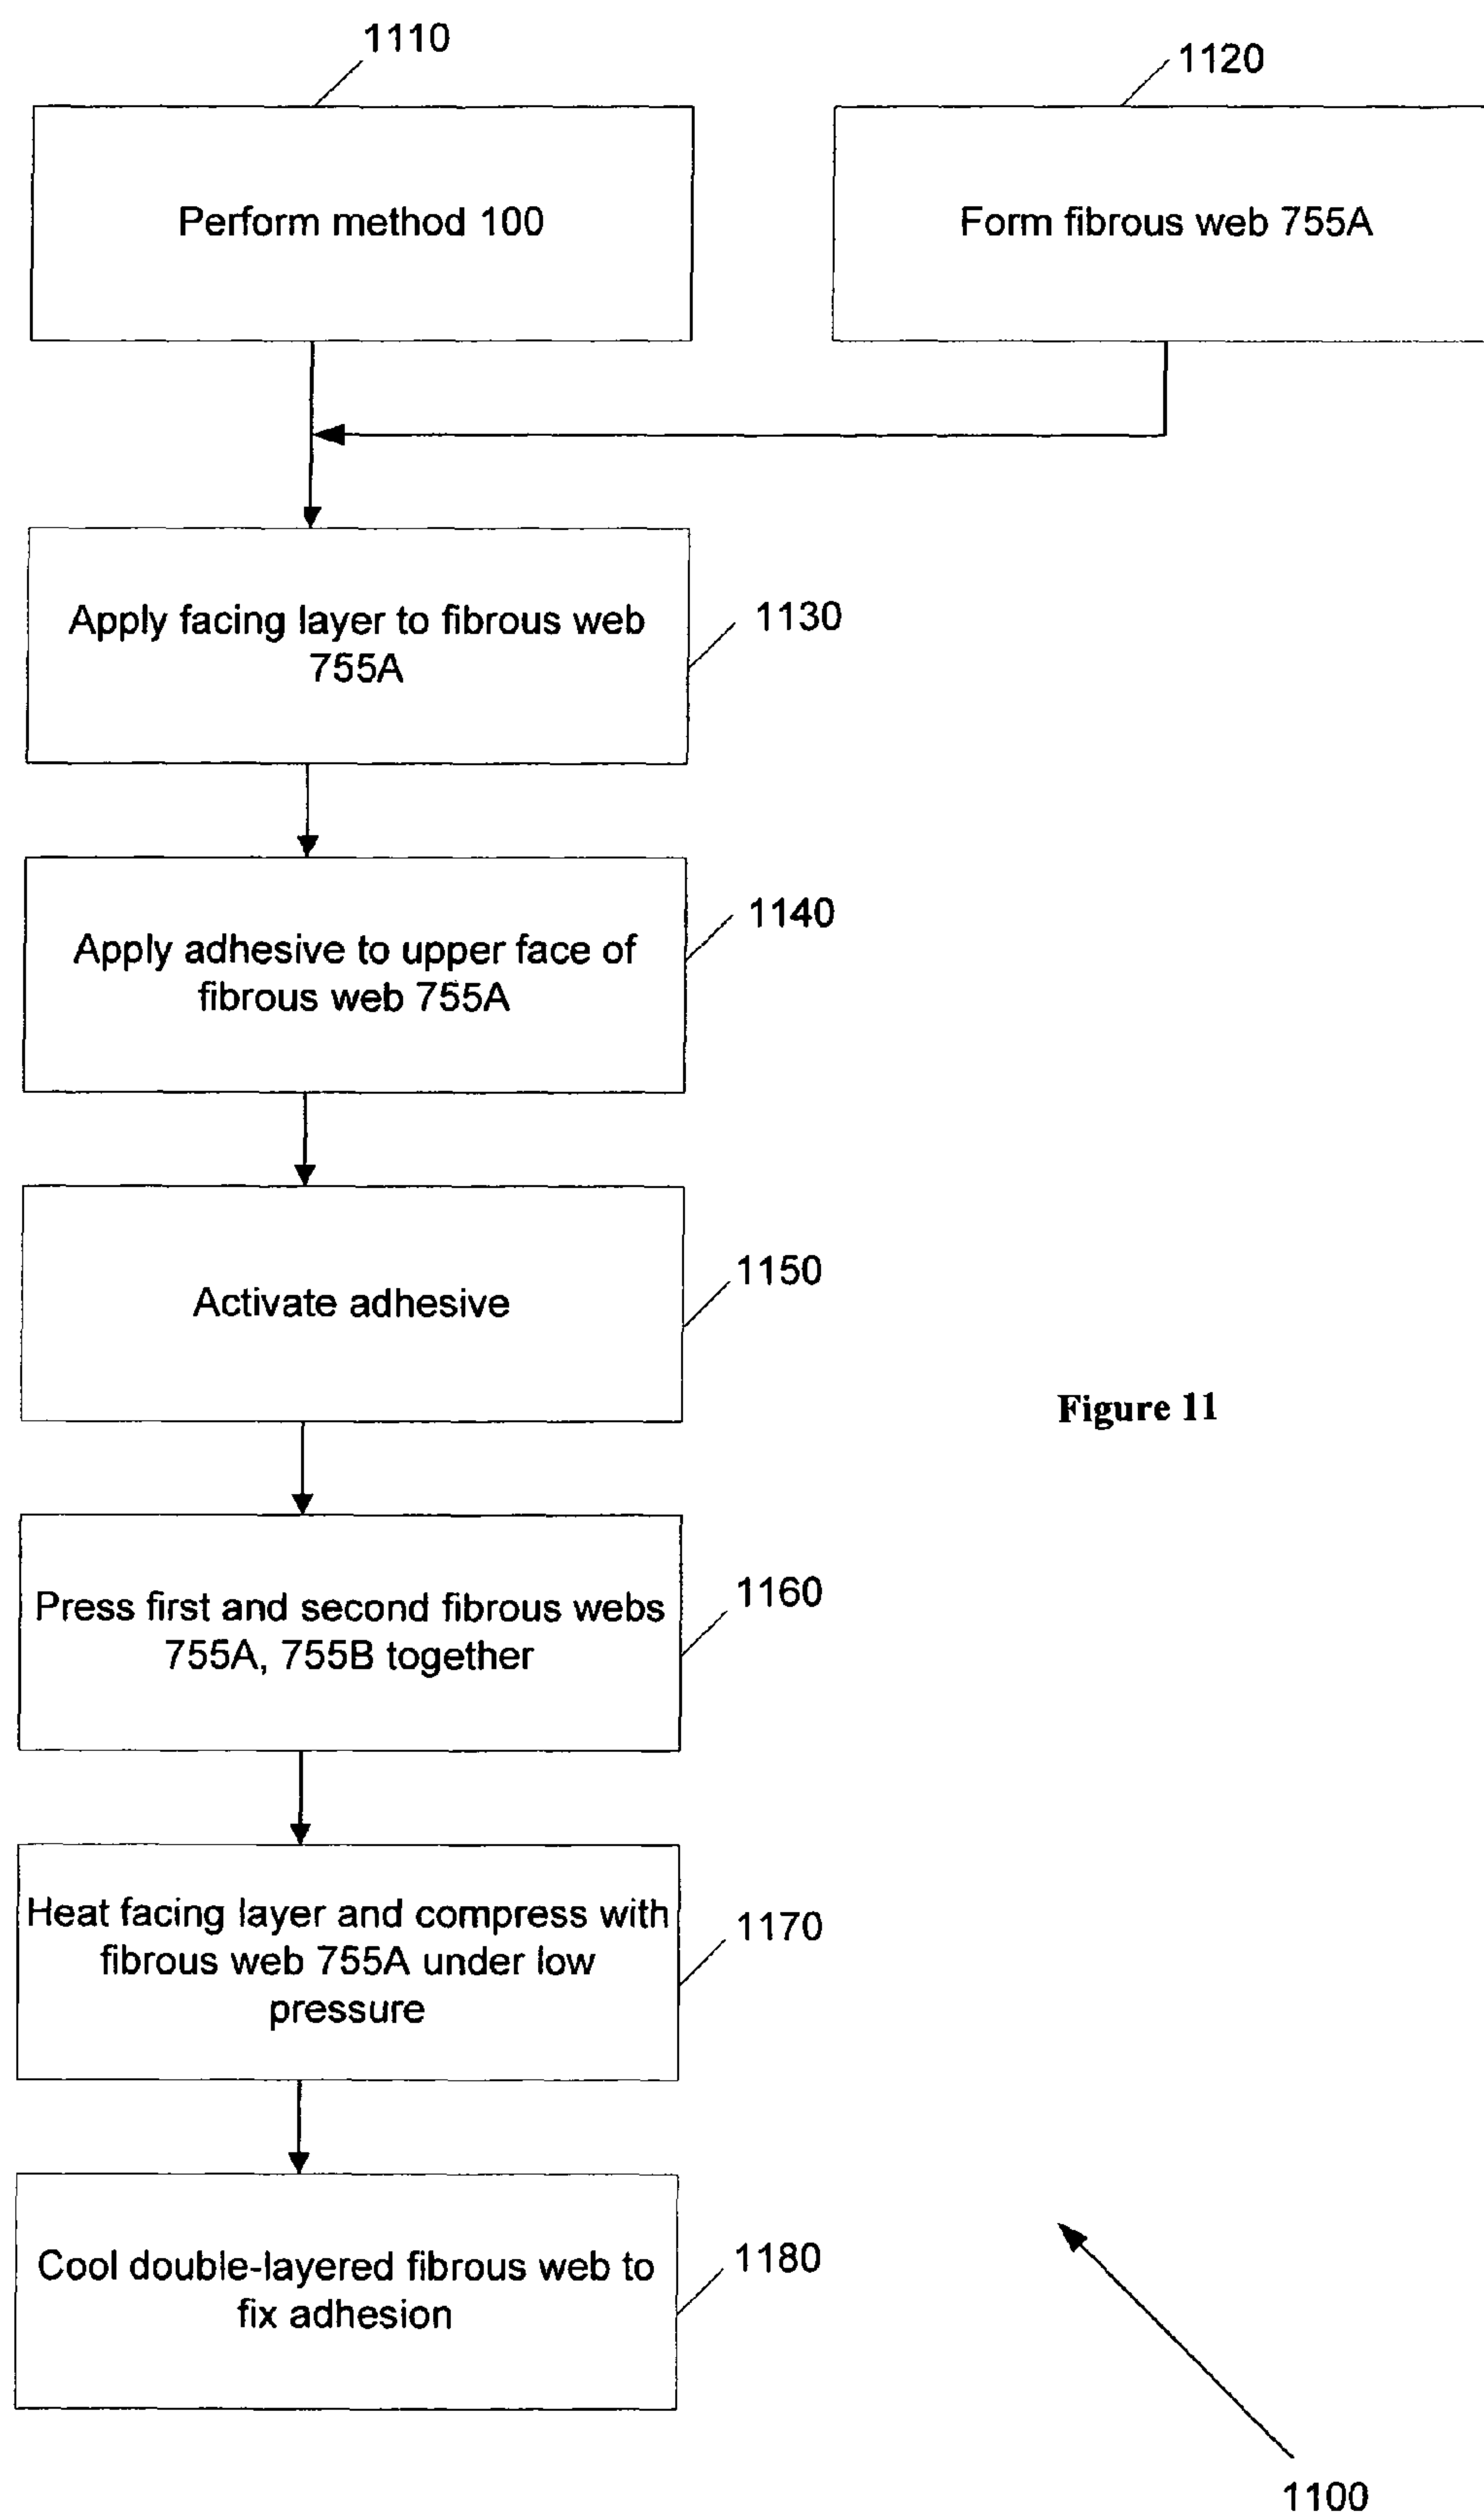 1110
1120
Perform method 100
Form fibrous web 755A
Apply facing layer to fibrous web
755A
1130
Apply adhesive to upper face of
fibrous web 755A
1140
Activate adhesive
1150
Figure 11
Press first and second fibrous webs
755A, 755B together
1160
Heat facing layer and compress with
fibrous web 755A under low
pressure
1170
Cool double-layered fibrous web to
fix adhesion
1180
1100